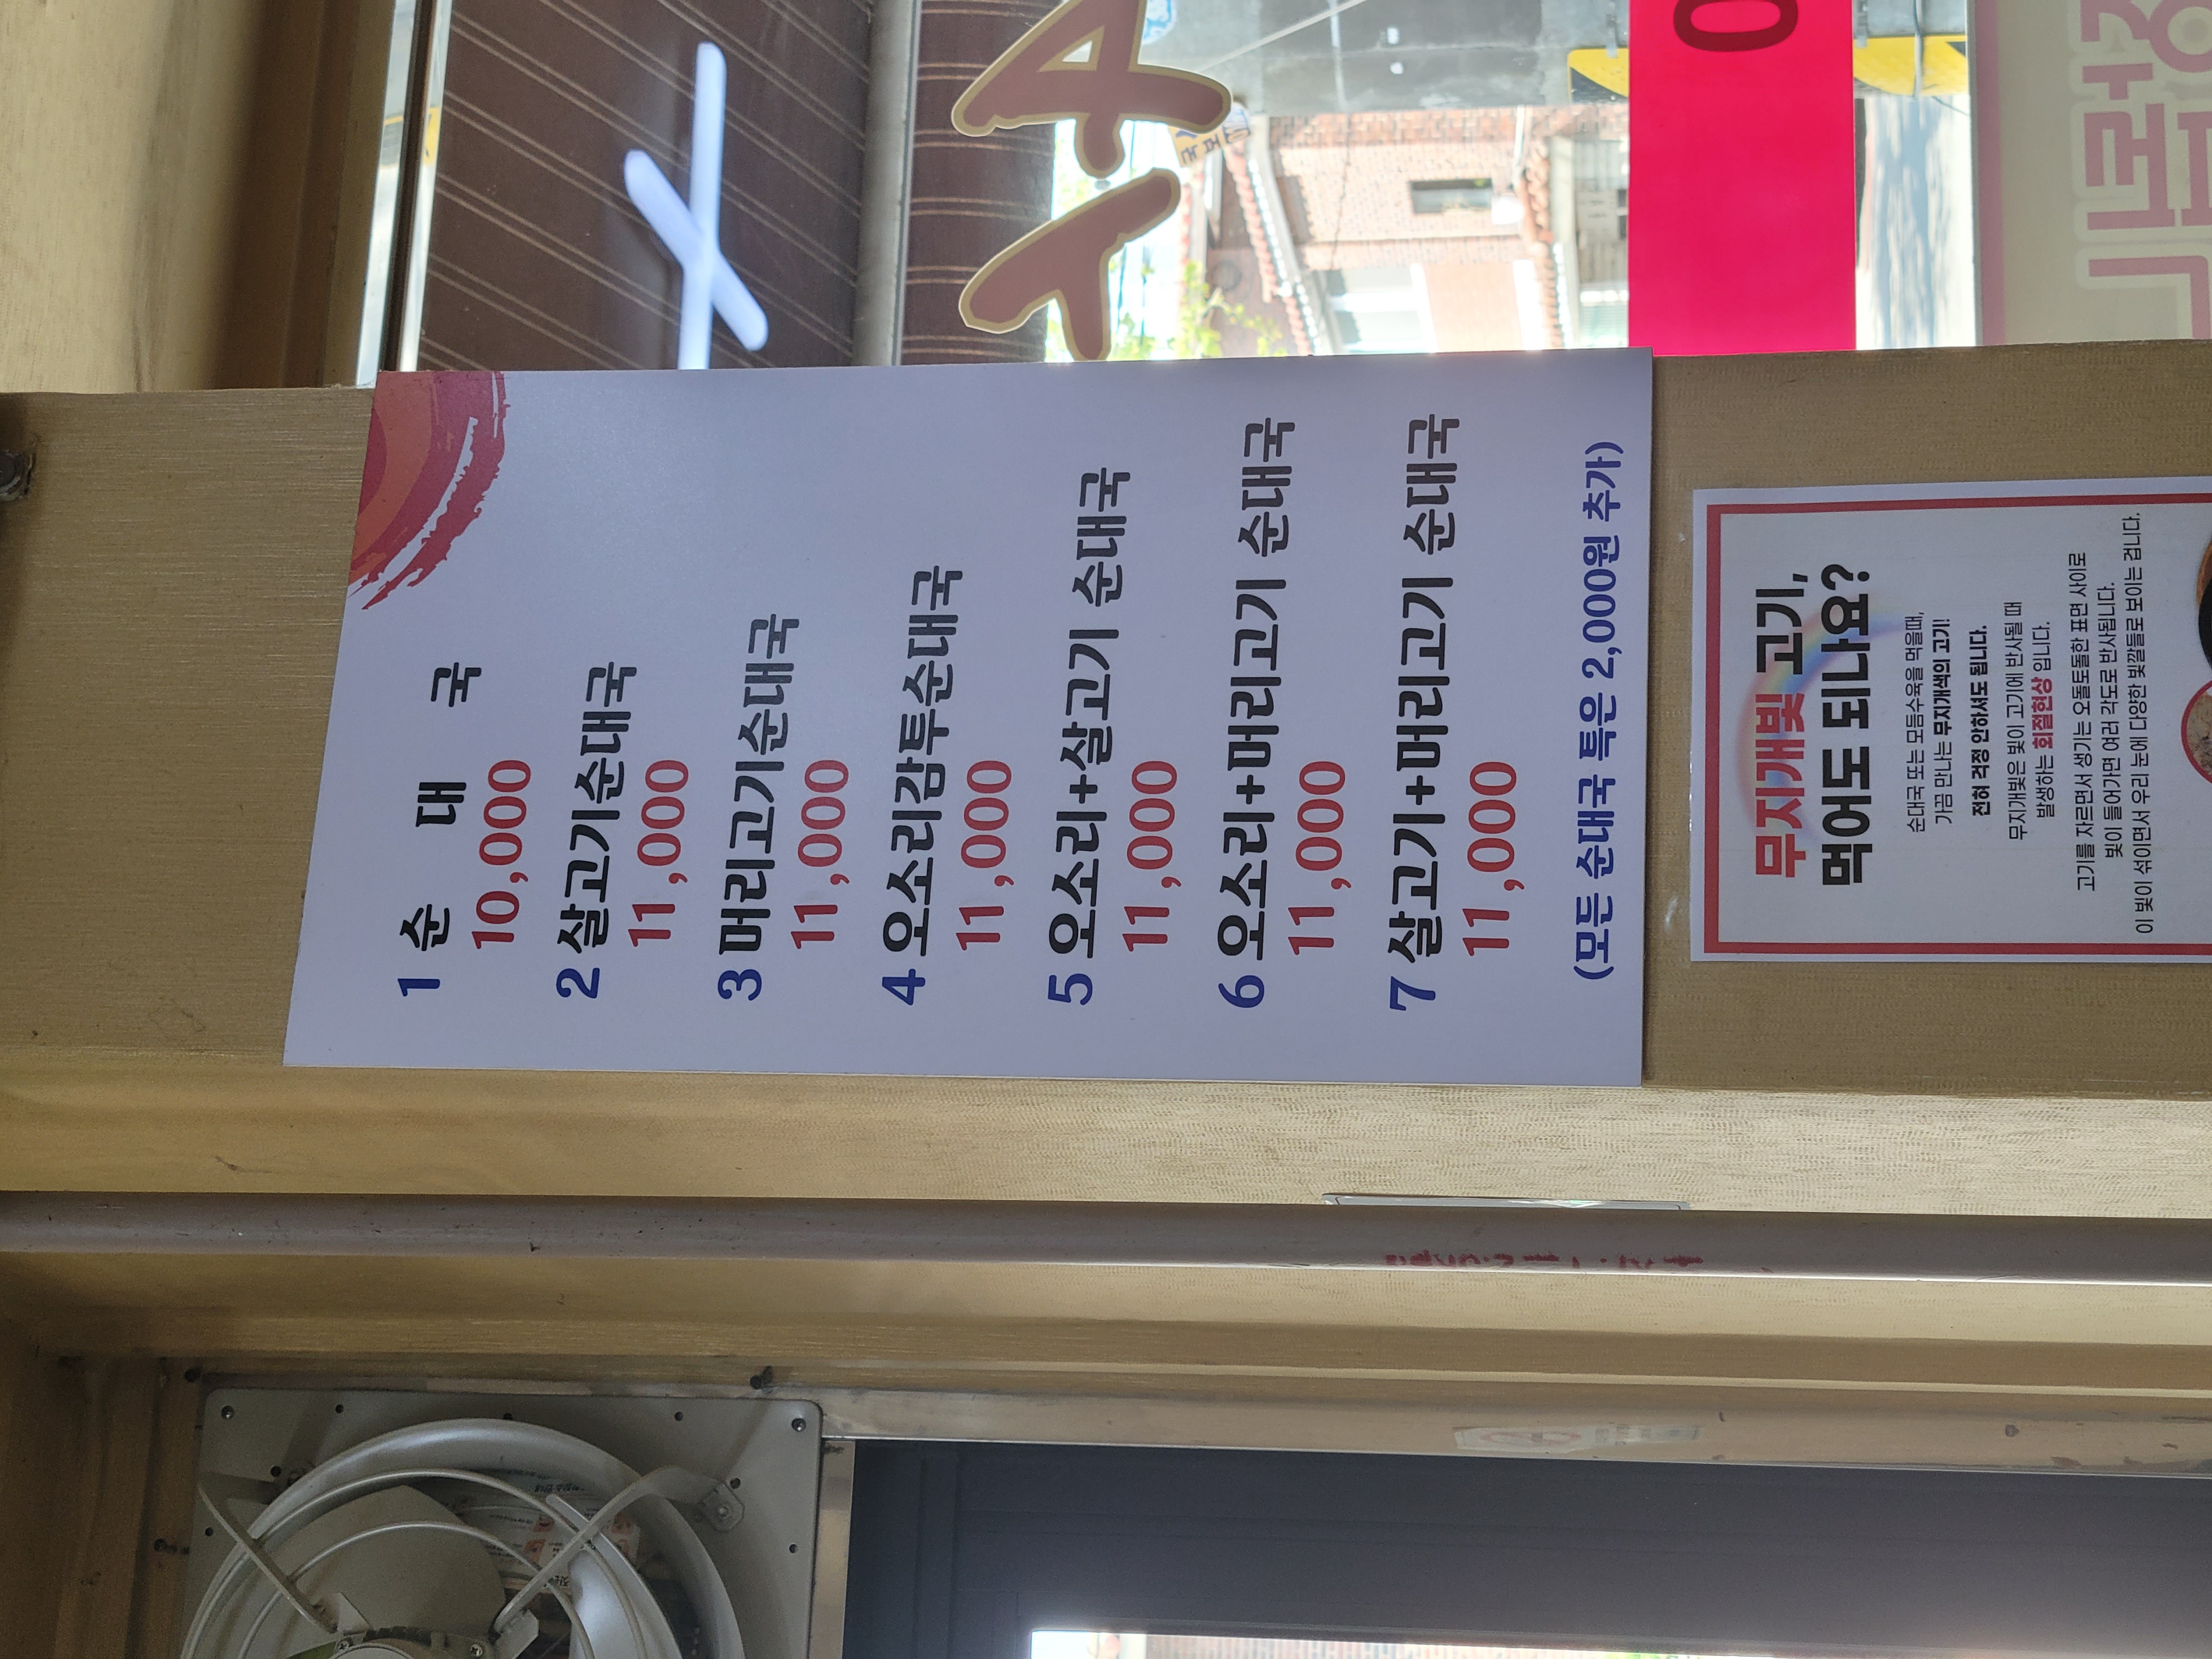 1 순 대 국
10,000
2 살고기순대국
11,000
3 머리고기순대국
11,000
4 오소리감투순대국
11,000
5 오소리+살고기 순대국
11,000
6 오소리+머리고기 순대국
11,000
7 살고기+머리고기 순대국
11,000
(모든 순대국 특은 2,000원 추가)
무지개빛 고기,
먹어도 되나요?
순대국 또는 모듬수육을 먹을때,
가끔 만나는 무지개색의 고기!
전혀 걱정 안하셔도 됩니다.
무지개빛은 빛이 고기에 반사될 때
발생하는 회절현상 입니다.
고기를 자르면서 생기는 오돌토돌한 표면 사이로
빛이 들어가면 여러 각도로 반사됩니다.
이 빛이 섞이면서 우리 눈에 다양한 빛깔들로 보이는 겁니다.